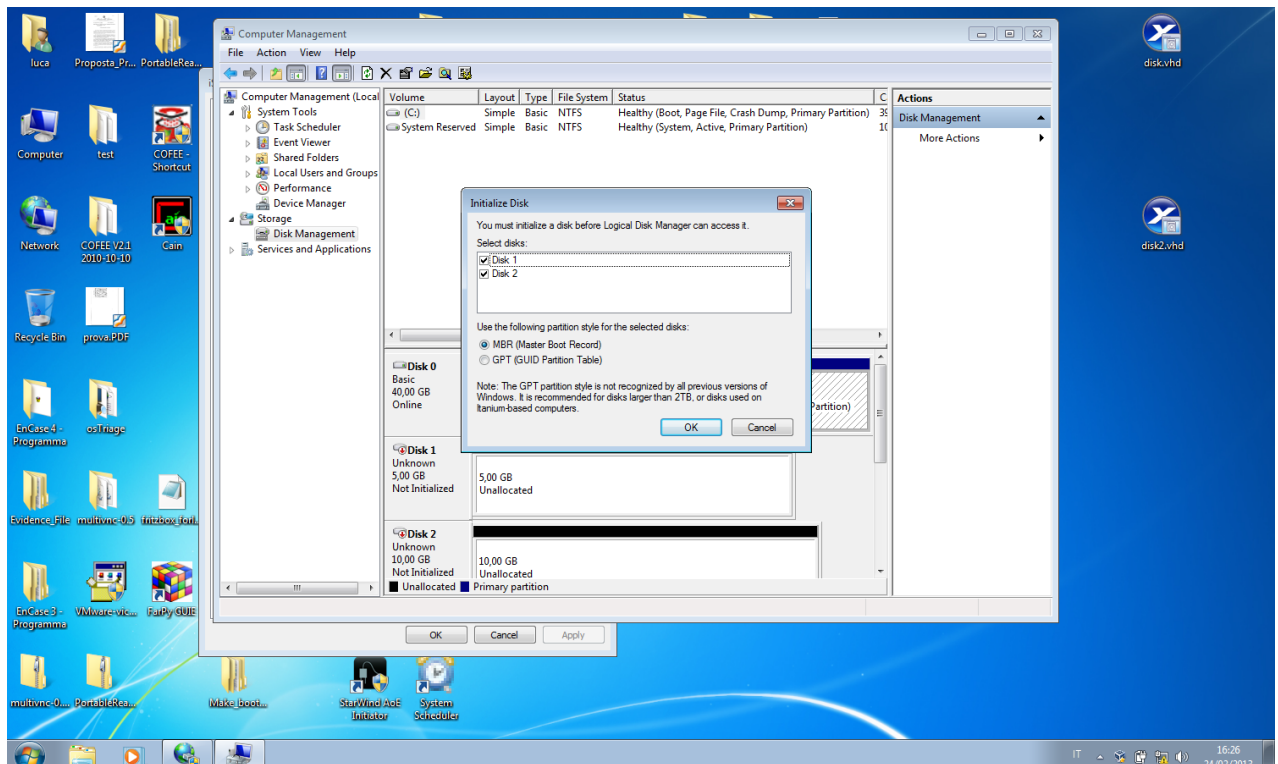 luca
Proposta_Pr...
PortableRea...
Computer
test
COFEE -
Shortcut
Network
COFEE V2.1
2010-10-10
Cain
Recycle Bin
prova.PDF
EnCase 4 -
Programma
osTriage
Evidence_File
multivnc-0.5
EnCase 3 -
Programma
VMware-vic...
FarPy GUIE
multivnc-0....
PortableRea...
Make_boot...
StarWind AoE
Initiator
System
Scheduler
disk.vhd
disk2.vhd
Computer Management
File Action View Help
Computer Management (Local
System Tools
Task Scheduler
Event Viewer
Shared Folders
Local Users and Groups
Performance
Device Manager
Storage
Disk Management
Services and Applications
Volume Layout Type File System Status C
(C:) Simple Basic NTFS Healthy (Boot, Page File, Crash Dump, Primary Partition) 39
System Reserved Simple Basic NTFS Healthy (System, Active, Primary Partition) 10
Actions
Disk Management
More Actions
Initialize Disk
You must initialize a disk before Logical Disk Manager can access it.
Select disks:
Disk 1
Disk 2
Use the following partition style for the selected disks:
MBR (Master Boot Record)
GPT (GUID Partition Table)
Note: The GPT partition style is not recognized by all previous versions of
Windows. It is recommended for disks larger than 2TB, or disks used on
Itanium-based computers.
OK Cancel
Disk 0
Basic
40,00 GB
Online
Partition)
Disk 1
Unknown
5,00 GB
Not Initialized
5,00 GB
Unallocated
Disk 2
Unknown
10,00 GB
Not Initialized
10,00 GB
Unallocated
Unallocated Primary partition
OK Cancel Apply
IT
16:26
24/02/2013